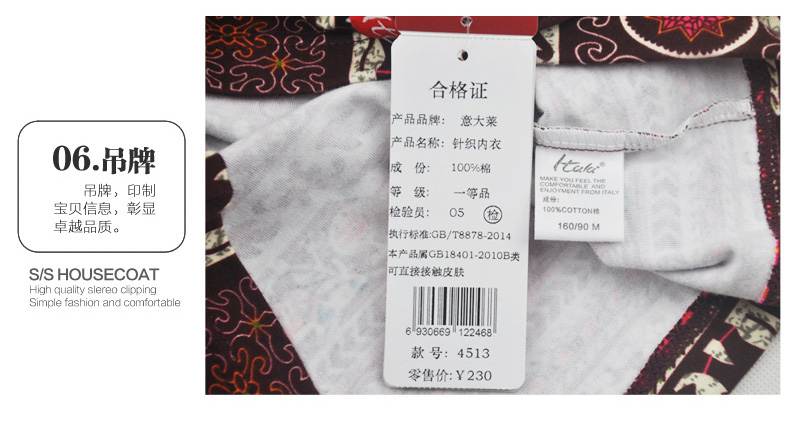 06.吊牌
吊牌，印制
宝贝信息，彰显
卓越品质。
S/S HOUSECOAT
High quality slereo clipping
Simple fashion and comfortable
合格证
产品品牌: 意大莱
产品名称: 针织内衣
成 份: 100%棉
等 级: 一等品
检验员: 05 检
执行标准:GB/T8878-2014
本产品属GB18401-2010B类
可直接接触皮肤
6 930669 122468
款号: 4513
零售价:￥230
Itala®
MAKE YOU FEEL THE
COMFORTABLE AND
ENJOYMENT FROM ITALY
成份:
100%COTTON棉
160/90 M